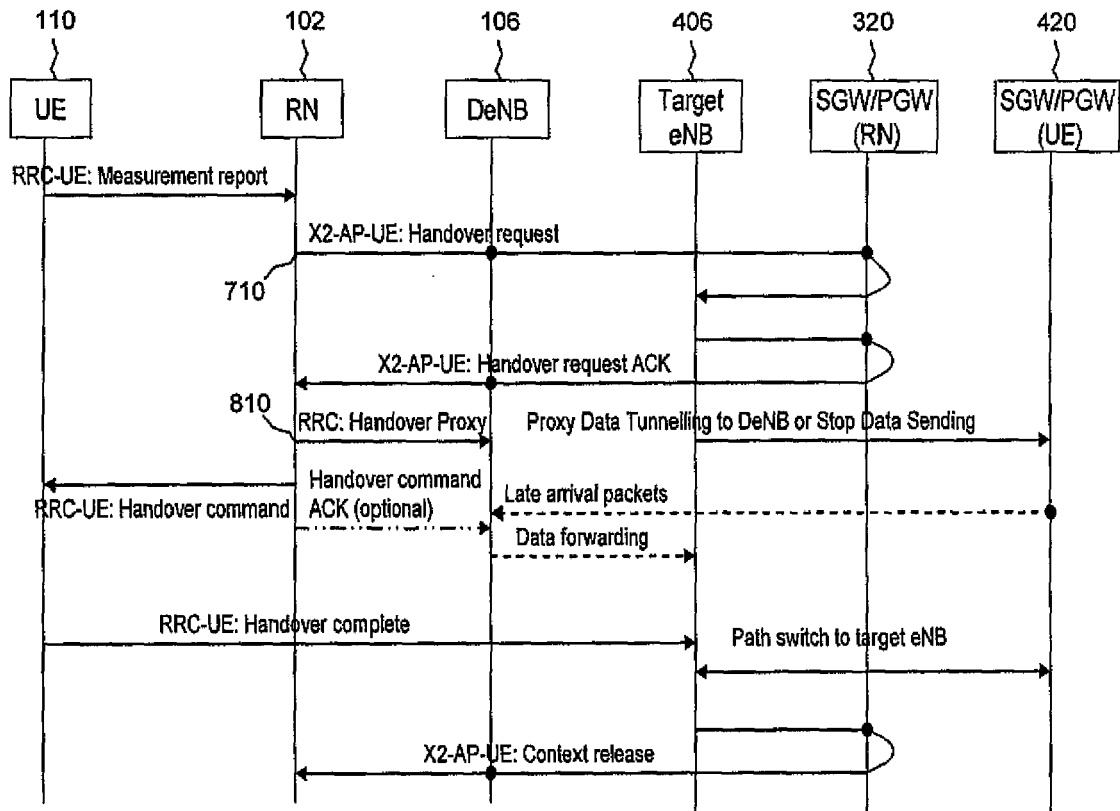 110 102 106 406 320 420
UE RN DeNB Target eNB SGW/PGW (RN) SGW/PGW (UE)
RRC-UE: Measurement report
X2-AP-UE: Handover request
710
X2-AP-UE: Handover request ACK
810
RRC: Handover Proxy
Proxy Data Tunnelling to DeNB or Stop Data Sending
RRC-UE: Handover command
Handover command
ACK (optional)
Late arrival packets
Data forwarding
RRC-UE: Handover complete
Path switch to target eNB
X2-AP-UE: Context release